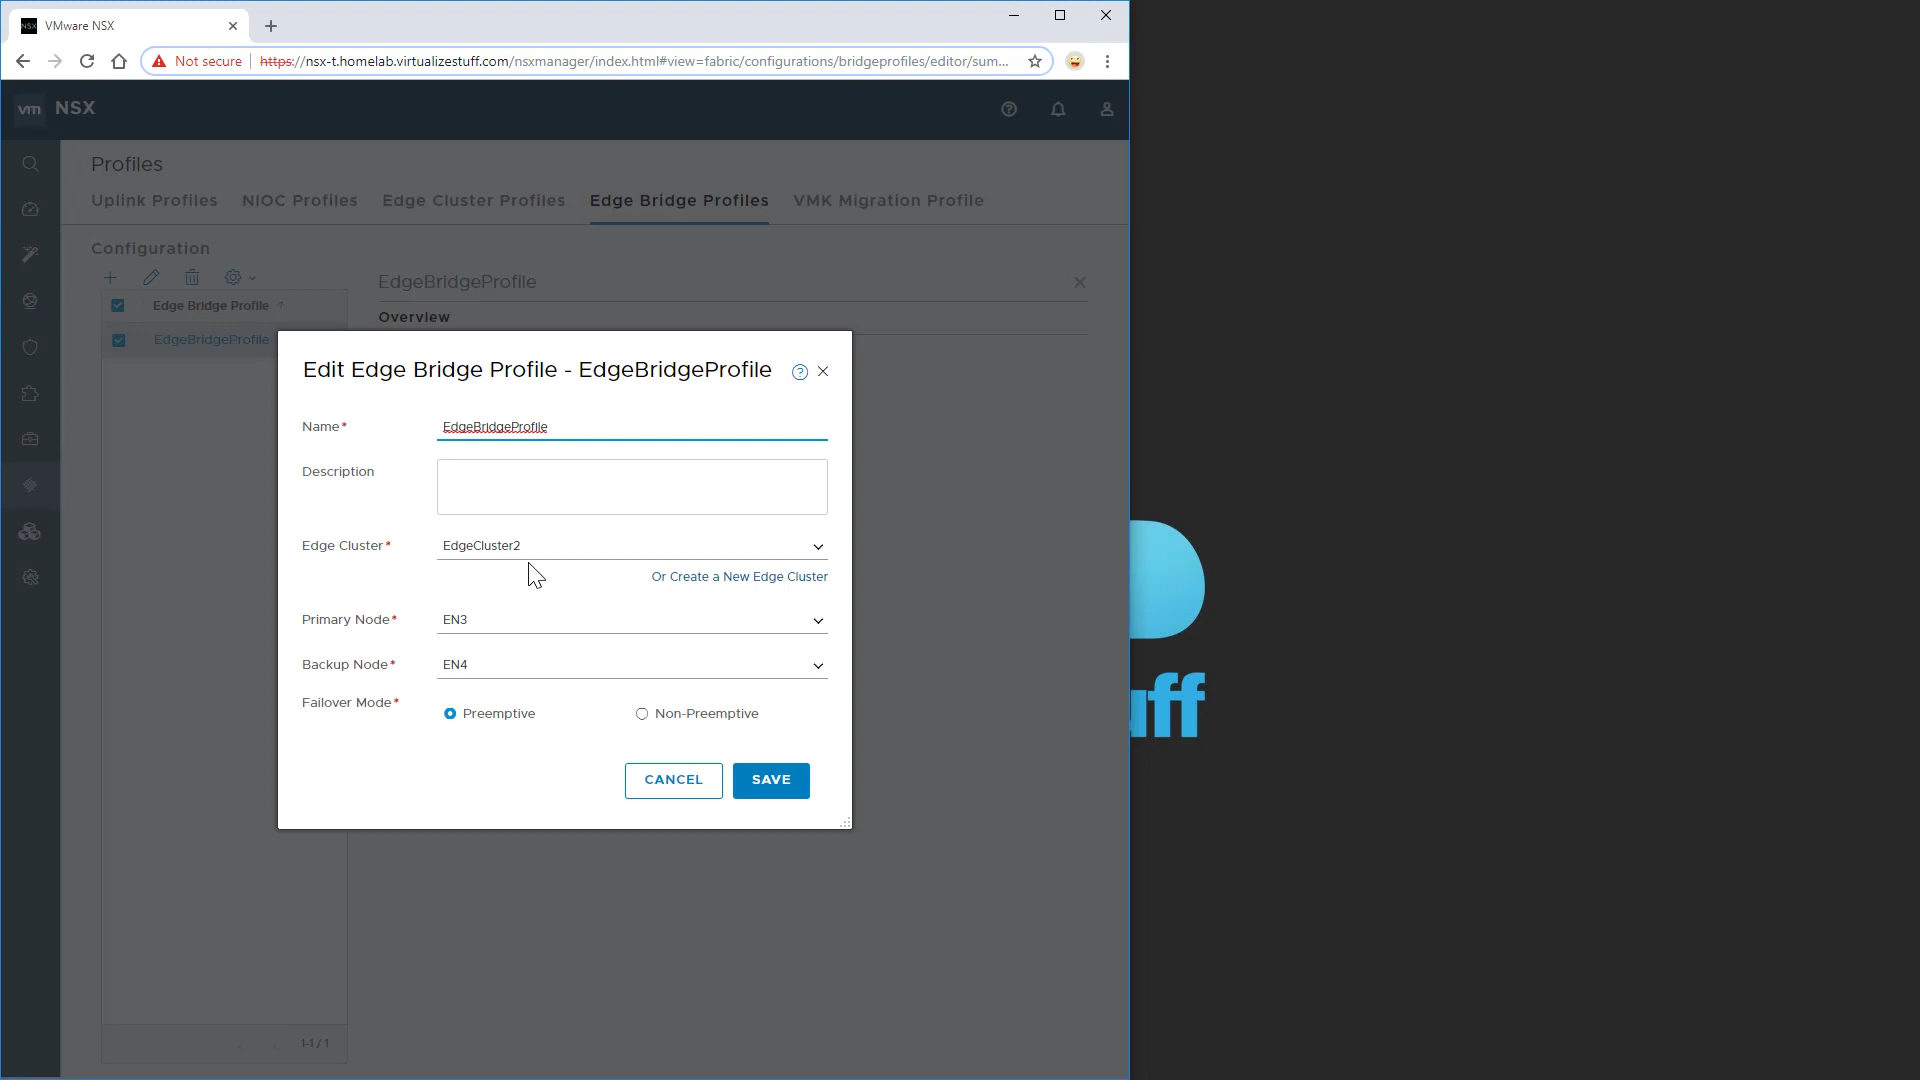 VMware NSX
Not secure https://nsx-t.homelab.virtualizestuff.com/nsxmanager/index.html#view=fabric/configurations/bridgeprofiles/editor/sum...
vm NSX
Profiles
Uplink Profiles NIOC Profiles Edge Cluster Profiles Edge Bridge Profiles VMK Migration Profile
Configuration
EdgeBridgeProfile
Edge Bridge Profile
Overview
EdgeBridgeProfile
Edit Edge Bridge Profile - EdgeBridgeProfile
Name* EdgeBridgeProfile
Description
Edge Cluster* EdgeCluster2
Or Create a New Edge Cluster
Primary Node* EN3
Backup Node* EN4
Failover Mode*
Preemptive Non-Preemptive
CANCEL SAVE
1-1 / 1